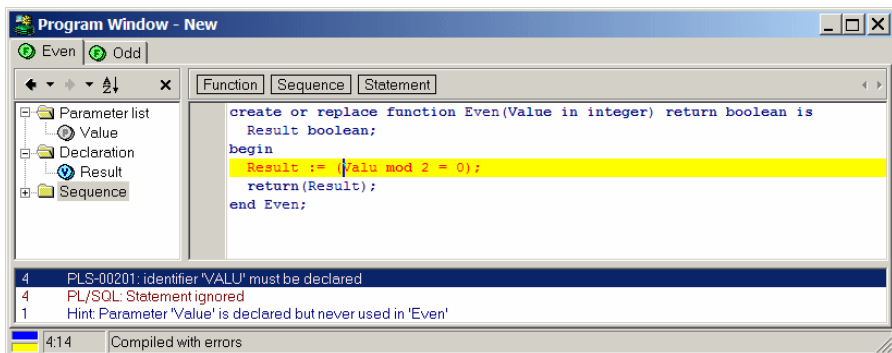 Program Window - New
Even Odd
Function Sequence Statement
Parameter list
Value
Declaration
Result
Sequence
create or replace function Even(Value in integer) return boolean is
Result boolean;
begin
Result := (Valu mod 2 = 0);
return(Result);
end Even;
4 PLS-00201: identifier 'VALU' must be declared
4 PL/SQL: Statement ignored
1 Hint: Parameter 'Value' is declared but never used in 'Even'
4:14 Compiled with errors